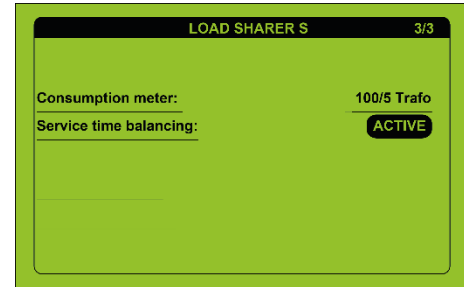 LOAD SHARER S 3/3
Consumption meter: 100/5 Trafo
Service time balancing: ACTIVE